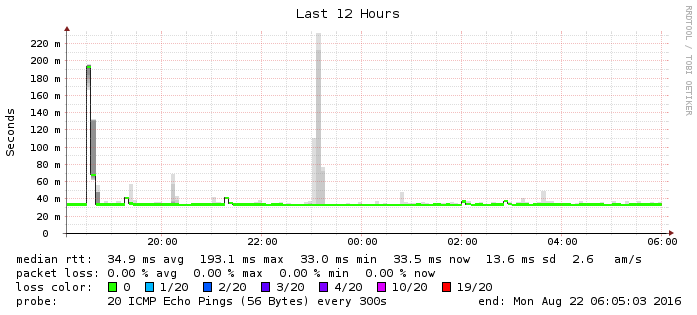 Last 12 Hours
RRDTOOL / TOBI OETIKER
Seconds
220 m
200 m
180 m
160 m
140 m
120 m
100 m
80 m
60 m
40 m
20 m
0
20:00 22:00 00:00 02:00 04:00 06:00
median rtt: 34.9 ms avg 193.1 ms max 33.0 ms min 33.5 ms now 13.6 ms sd 2.6 am/s
packet loss: 0.00 % avg 0.00 % max 0.00 % min 0.00 % now
loss color: 0 1/20 2/20 3/20 4/20 10/20 19/20
probe: 20 ICMP Echo Pings (56 Bytes) every 300s end: Mon Aug 22 06:05:03 2016